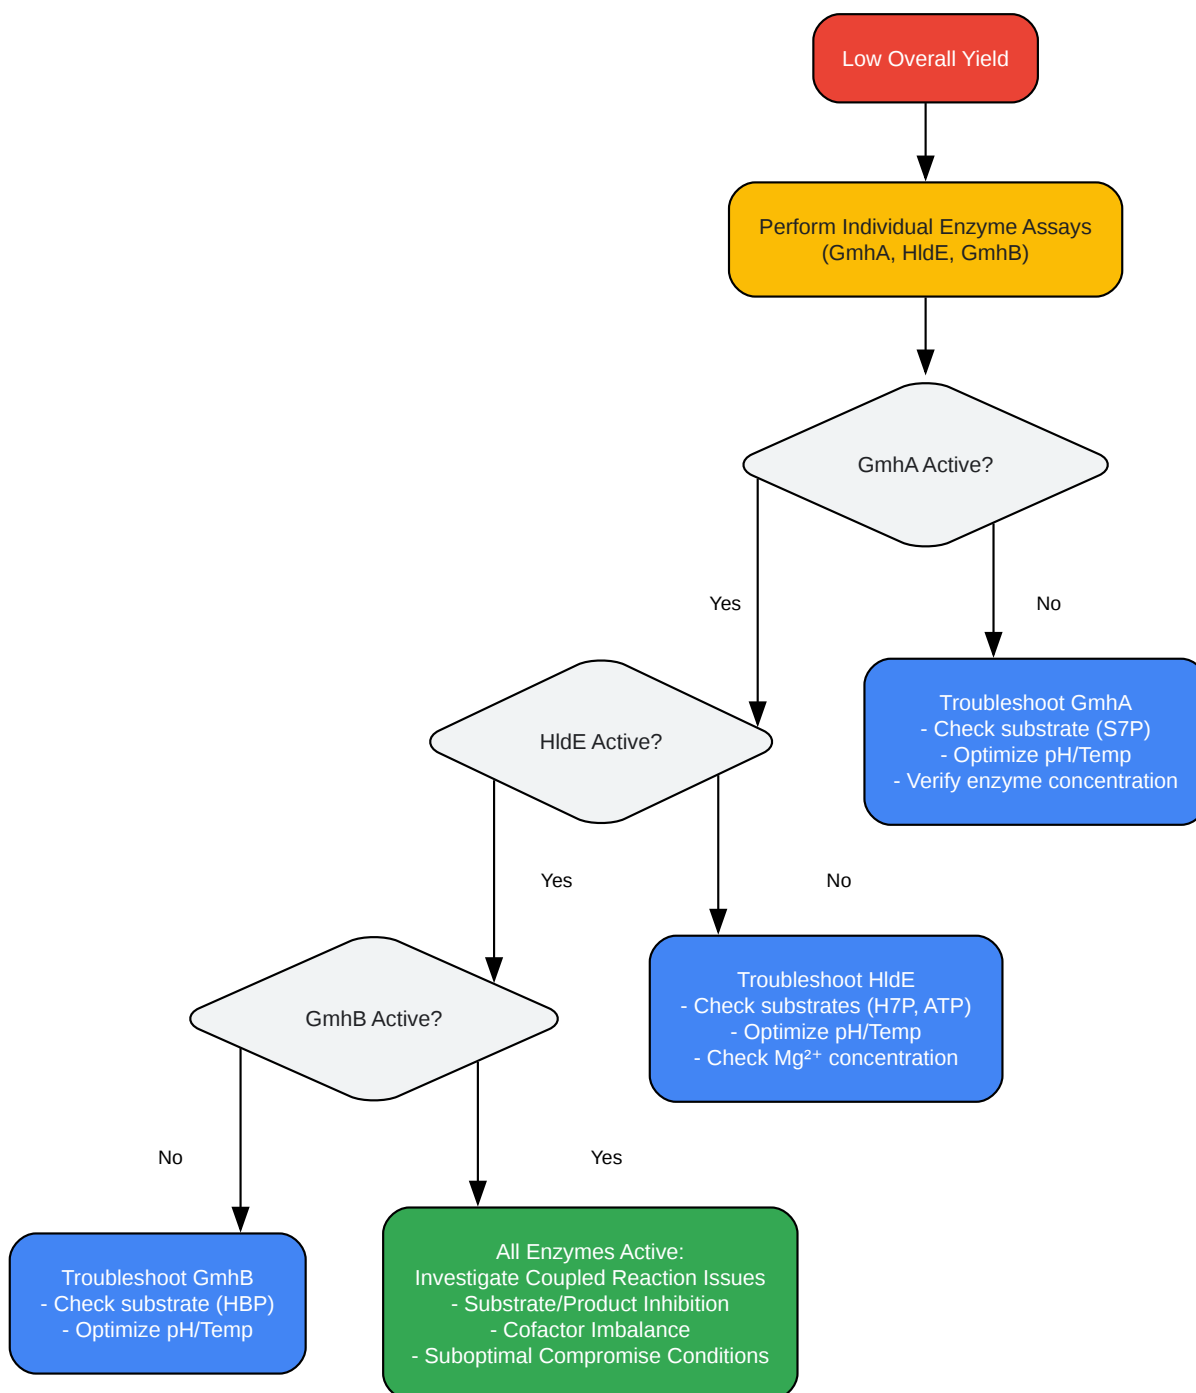 Low Overall Yield
Perform Individual Enzyme Assays
(GmhA, HldE, GmhB)
GmhA Active?
Yes
No
Troubleshoot GmhA
- Check substrate (S7P)
- Optimize pH/Temp
- Verify enzyme concentration
HldE Active?
Yes
No
Troubleshoot HldE
- Check substrates (H7P, ATP)
- Optimize pH/Temp
- Check Mg²⁺ concentration
GmhB Active?
No
Yes
Troubleshoot GmhB
- Check substrate (HBP)
- Optimize pH/Temp
All Enzymes Active:
Investigate Coupled Reaction Issues
- Substrate/Product Inhibition
- Cofactor Imbalance
- Suboptimal Compromise Conditions